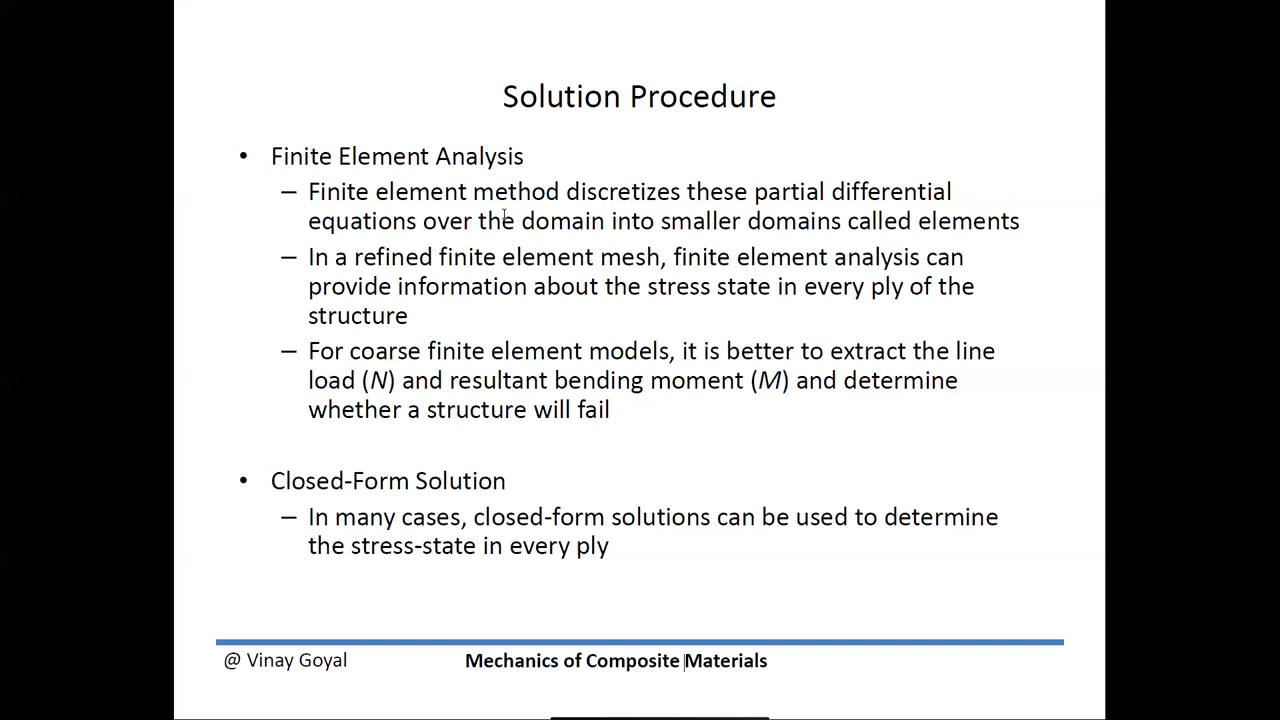 Solution Procedure
• Finite Element Analysis
– Finite element method discretizes these partial differential
equations over the domain into smaller domains called elements
– In a refined finite element mesh, finite element analysis can
provide information about the stress state in every ply of the
structure
– For coarse finite element models, it is better to extract the line
load (N) and resultant bending moment (M) and determine
whether a structure will fail
• Closed-Form Solution
– In many cases, closed-form solutions can be used to determine
the stress-state in every ply
@ Vinay Goyal
Mechanics of Composite Materials